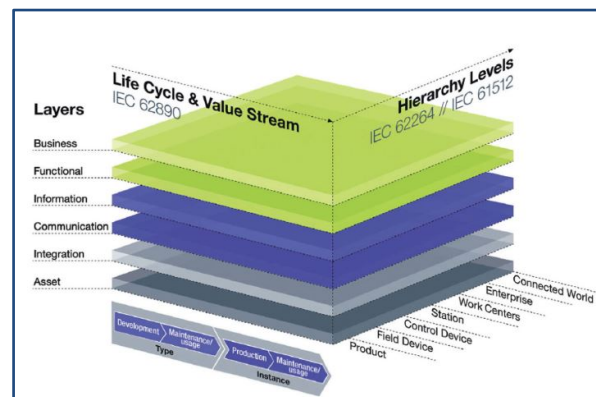 Life Cycle & Value Stream
IEC 62890
Hierarchy Levels
IEC 62264 // IEC 61512
Layers
Business
Functional
Information
Communication
Integration
Asset
Development
Maintenance/
usage
Type
Production
Maintenance/
usage
Instance
Connected World
Enterprise
Work Centers
Station
Control Device
Field Device
Product